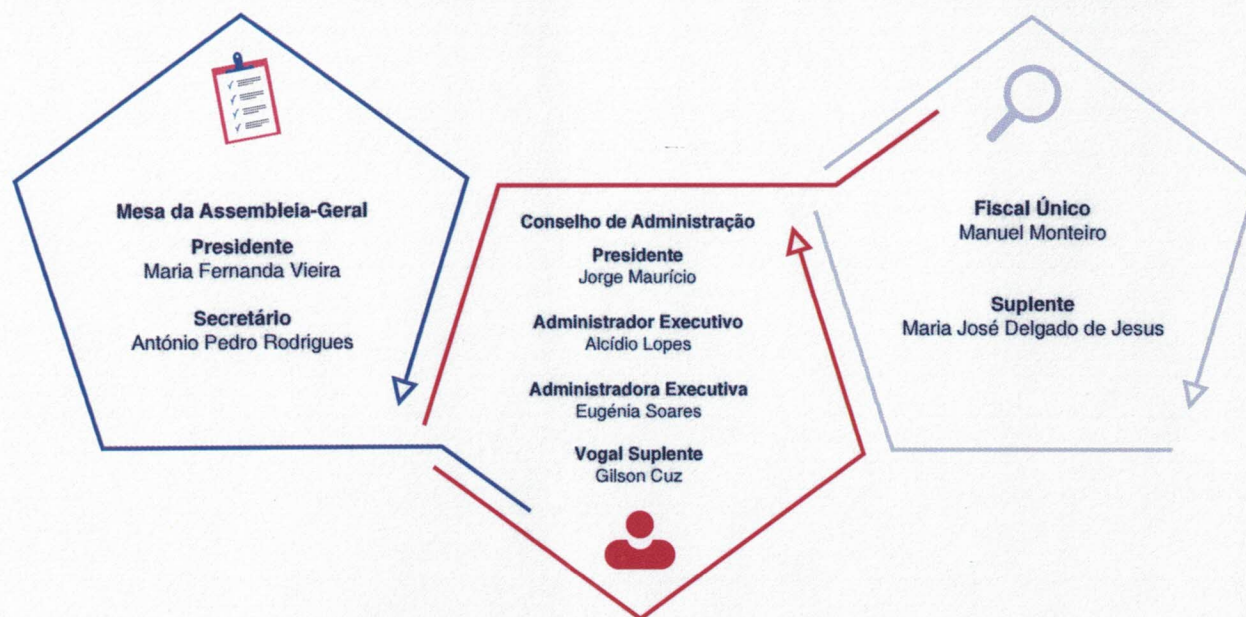 Mesa da Assembleia-Geral
Presidente
Maria Fernanda Vieira
Secretário
António Pedro Rodrigues
Conselho de Administração
Presidente
Jorge Maurício
Administrador Executivo
Alcídio Lopes
Administradora Executiva
Eugénia Soares
Vogal Suplente
Gilson Cuz
Fiscal Único
Manuel Monteiro
Suplente
Maria José Delgado de Jesus